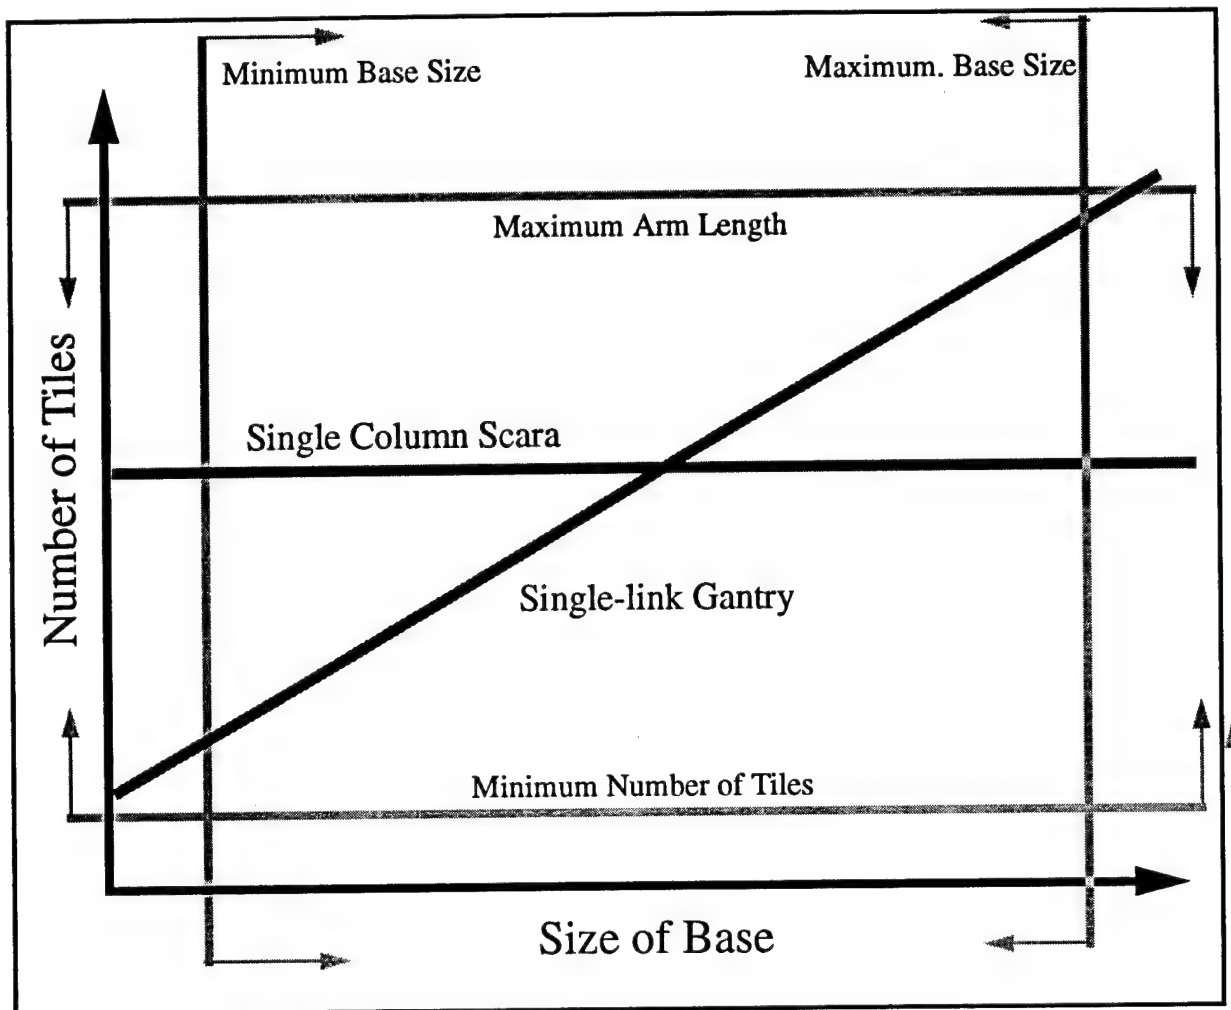 Minimum Base Size
Maximum. Base Size
Maximum Arm Length
Number of Tiles
Single Column Scara
Single-link Gantry
Minimum Number of Tiles
Size of Base